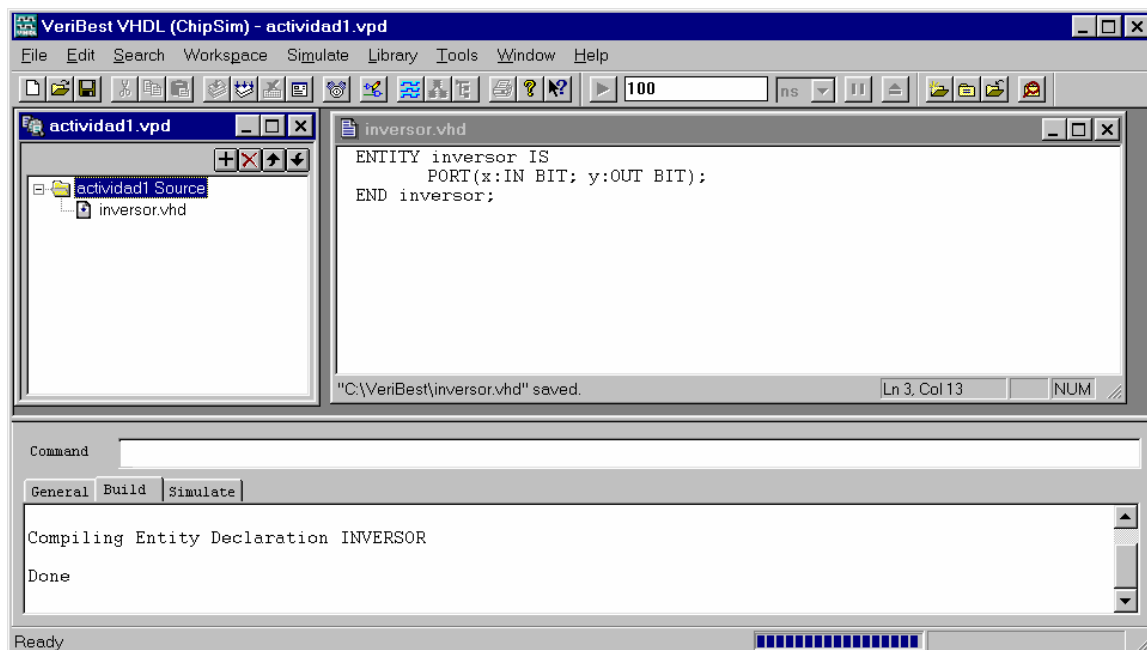 VeriBest VHDL (ChipSim) - actividad1.vpd
File Edit Search Workspace Simulate Library Tools Window Help
100 ns
actividad1.vpd
actividad1 Source
inversor.vhd
inversor.vhd
ENTITY inversor IS
PORT(x:IN BIT; y:OUT BIT);
END inversor;
"C:\VeriBest\inversor.vhd" saved. Ln 3, Col 13 NUM
Command
General Build Simulate
Compiling Entity Declaration INVERSOR
Done
Ready